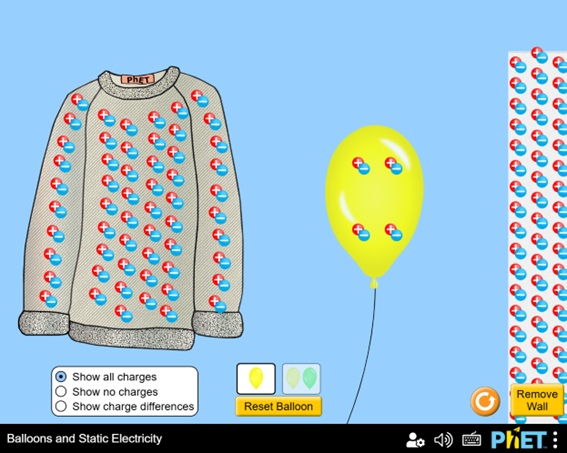 PhET
Show all charges
Show no charges
Show charge differences
Reset Balloon
Remove
Wall
Balloons and Static Electricity
PhET